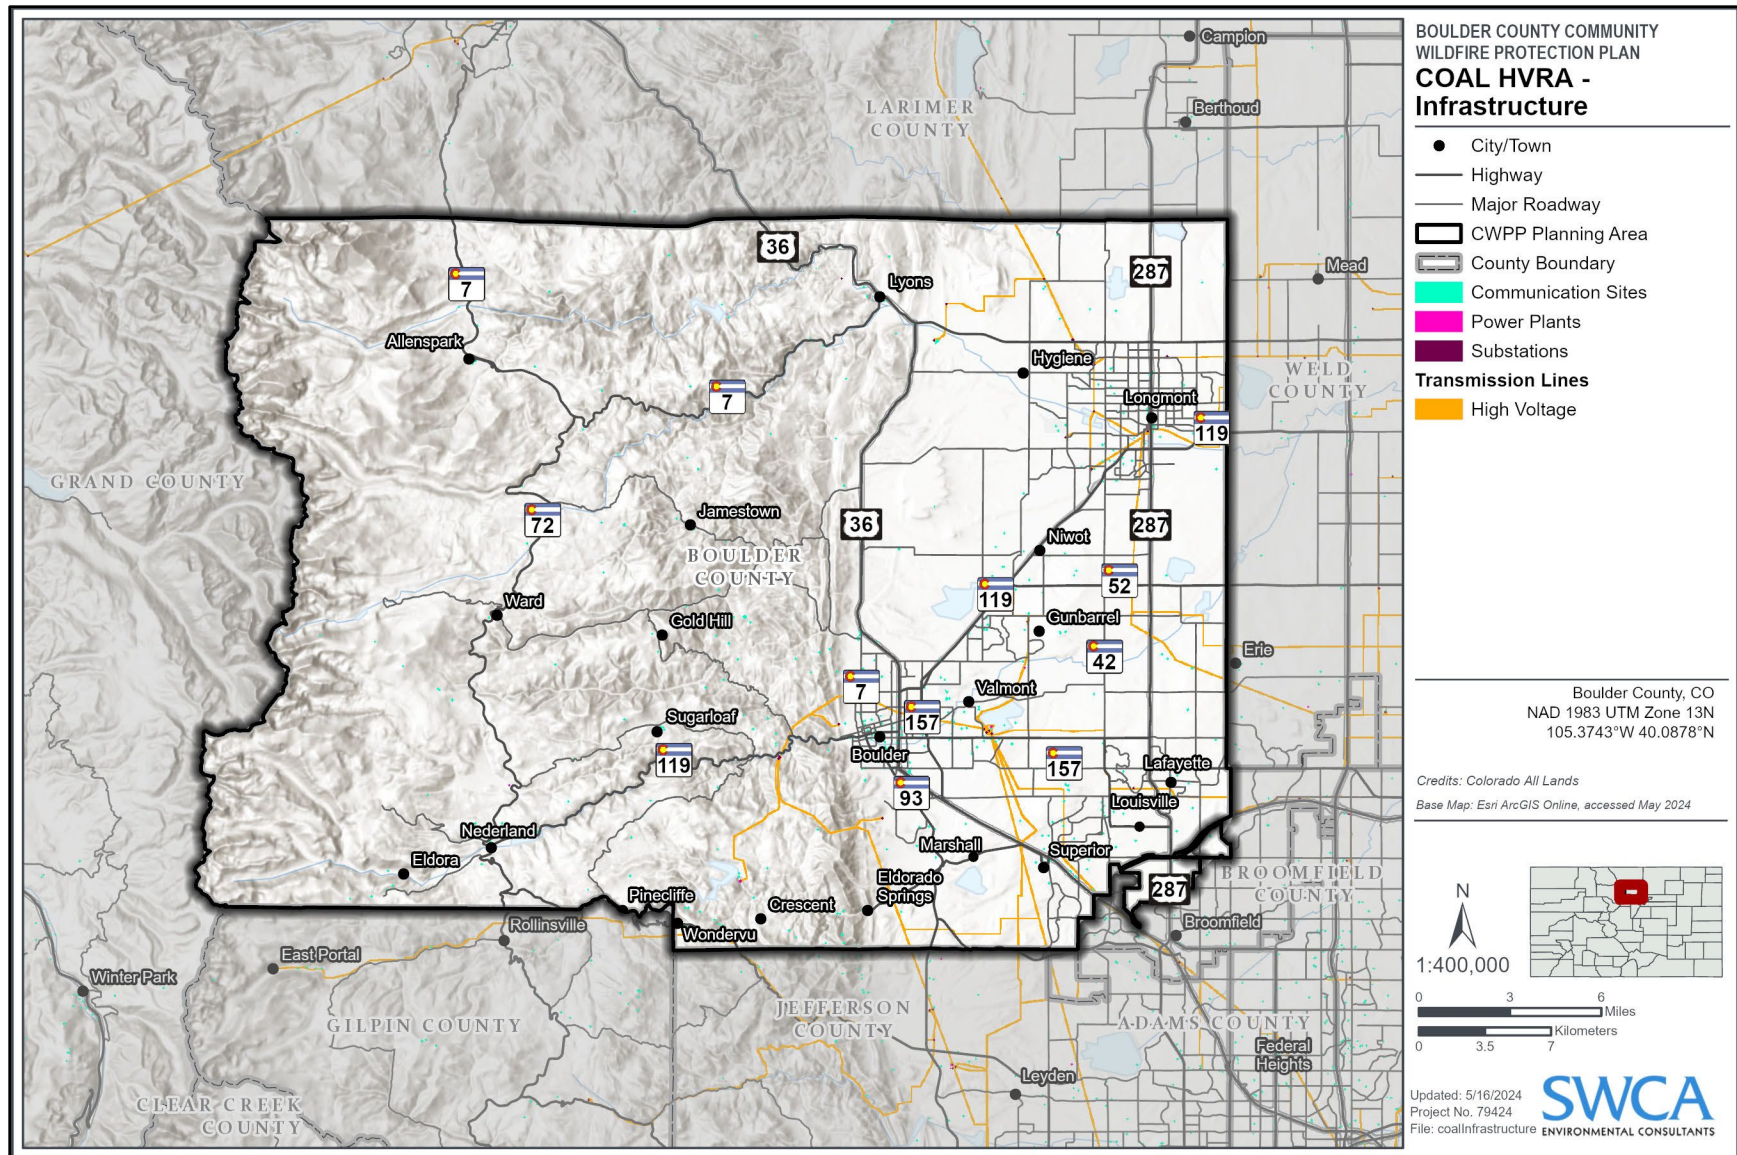 Campion
Berthoud
LARIMER
COUNTY
36
287
7
Mead
Lyons
Allenspark
Hygiene
WELD
COUNTY
7
Longmont
119
GRAND COUNTY
72
Jamestown
36
287
Niwot
BOULDER
COUNTY
52
119
Ward
Gold Hill
Gunbarrel
42
Erie
7
Valmont
157
Sugarloaf
119
Boulder
157
Lafayette
93
Louisville
Nederland
Marshall
Superior
Eldora
Eldorado
Springs
BROOMFIELD
COUNTY
287
Pinecliffe
Crescent
Wondervu
Broomfield
Rollinsville
East Portal
Winter Park
JEFFERSON
COUNTY
GILPIN COUNTY
ADAMS COUNTY
Federal
Heights
Leyden
CLEAR CREEK
COUNTY
BOULDER COUNTY COMMUNITY
WILDFIRE PROTECTION PLAN
COAL HVRA -
Infrastructure
City/Town
Highway
Major Roadway
CWPP Planning Area
County Boundary
Communication Sites
Power Plants
Substations
Transmission Lines
High Voltage
Boulder County, CO
NAD 1983 UTM Zone 13N
105.3743°W 40.0878°N
Credits: Colorado All Lands
Base Map: Esri ArcGIS Online, accessed May 2024
N
1:400,000
0 3 6
Miles
Kilometers
0 3.5 7
Updated: 5/16/2024
Project No. 79424
File: coalInfrastructure
SWCA
ENVIRONMENTAL CONSULTANTS